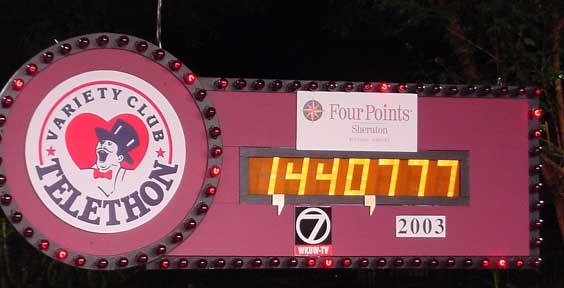 VARIETY CLUB
TELETHON
Four Points
Sheraton
1440777
7
WKBW-TV
2003